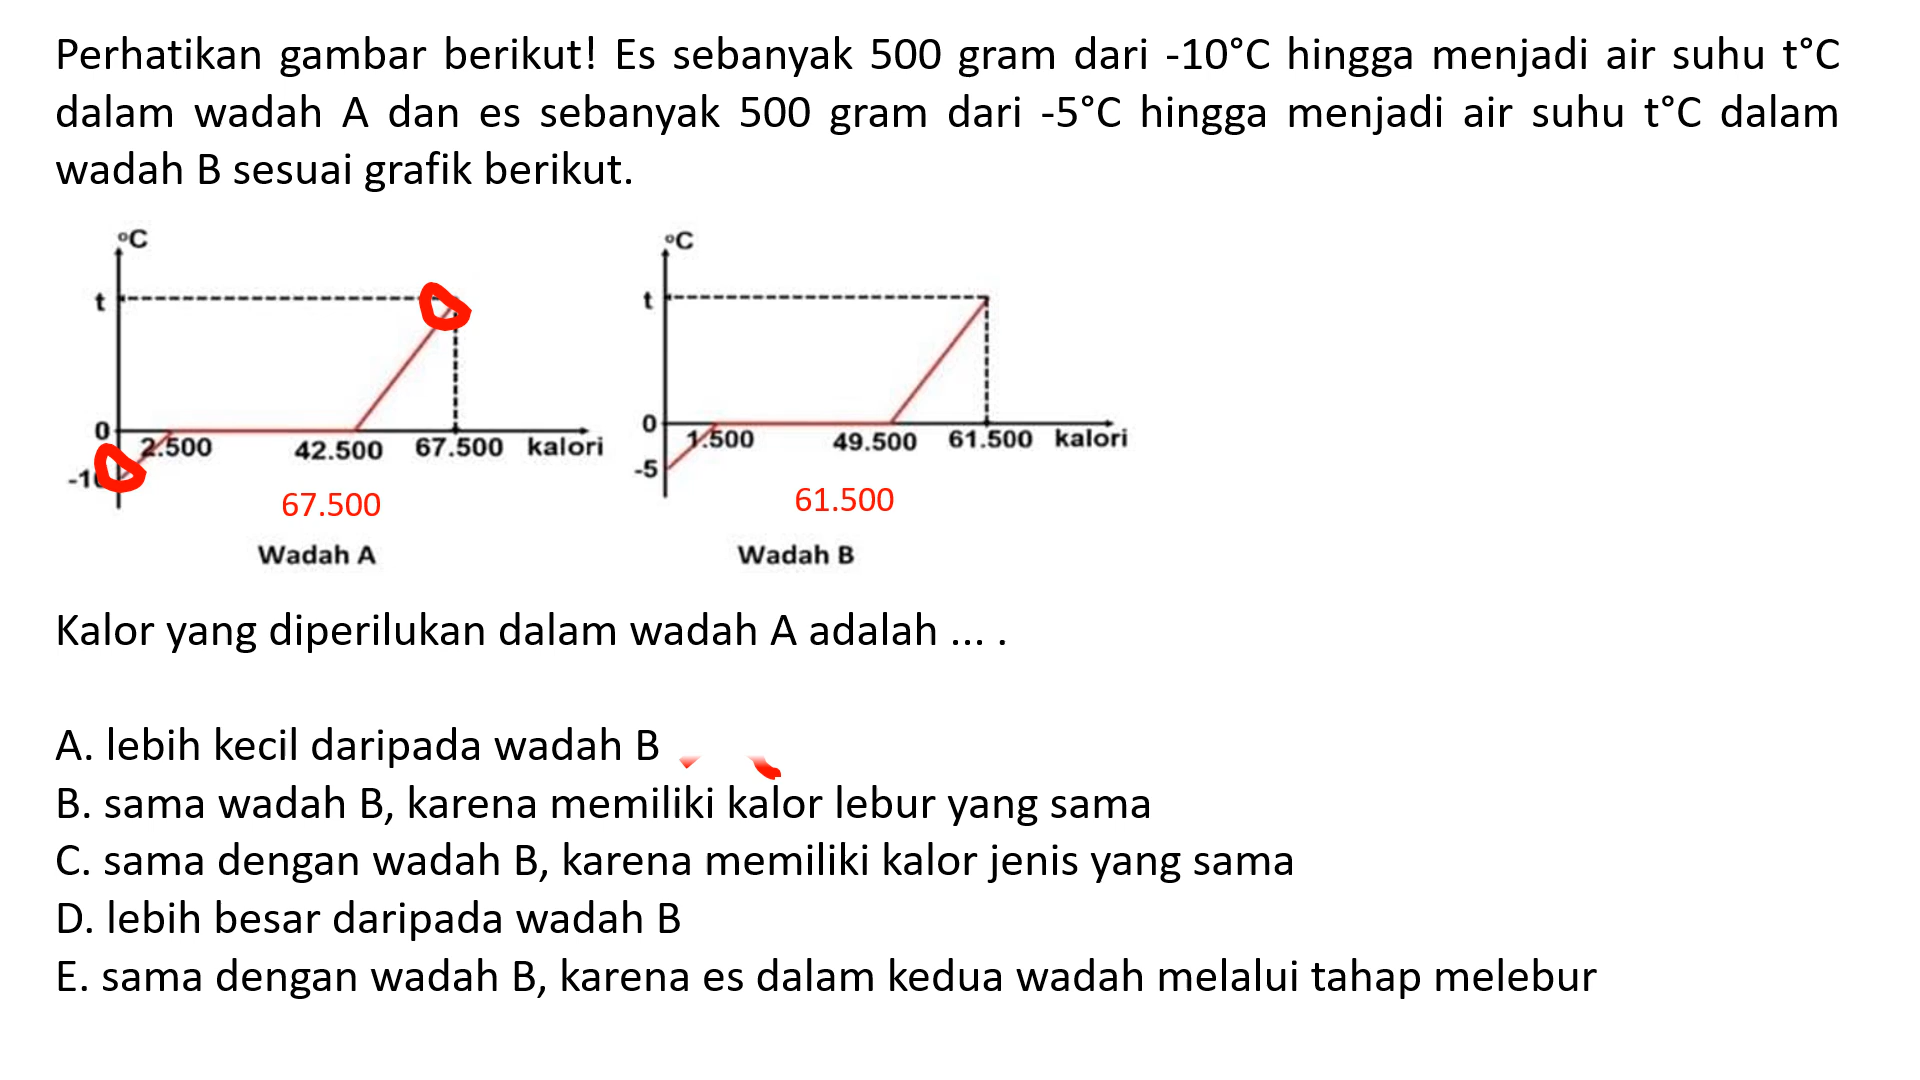 Perhatikan gambar berikut! Es sebanyak 500 gram dari -10°C hingga menjadi air suhu t°C
dalam wadah A dan es sebanyak 500 gram dari -5°C hingga menjadi air suhu t°C dalam
wadah B sesuai grafik berikut.
°C
t
0
2.500 42.500 67.500 kalori
-10
67.500
Wadah A
°C
t
0
1.500 49.500 61.500 kalori
-5
61.500
Wadah B
Kalor yang diperilukan dalam wadah A adalah ... .
A. lebih kecil daripada wadah B
B. sama wadah B, karena memiliki kalor lebur yang sama
C. sama dengan wadah B, karena memiliki kalor jenis yang sama
D. lebih besar daripada wadah B
E. sama dengan wadah B, karena es dalam kedua wadah melalui tahap melebur